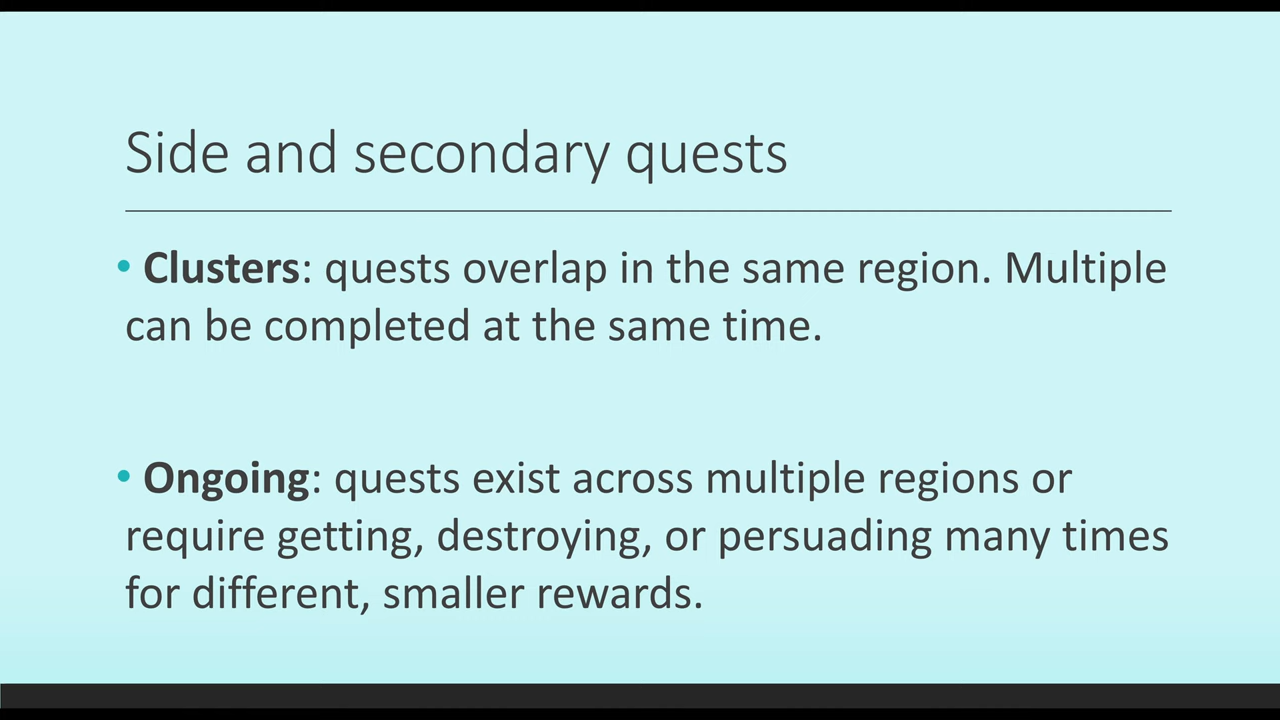 Side and secondary quests
• Clusters: quests overlap in the same region. Multiple
can be completed at the same time.
• Ongoing: quests exist across multiple regions or
require getting, destroying, or persuading many times
for different, smaller rewards.